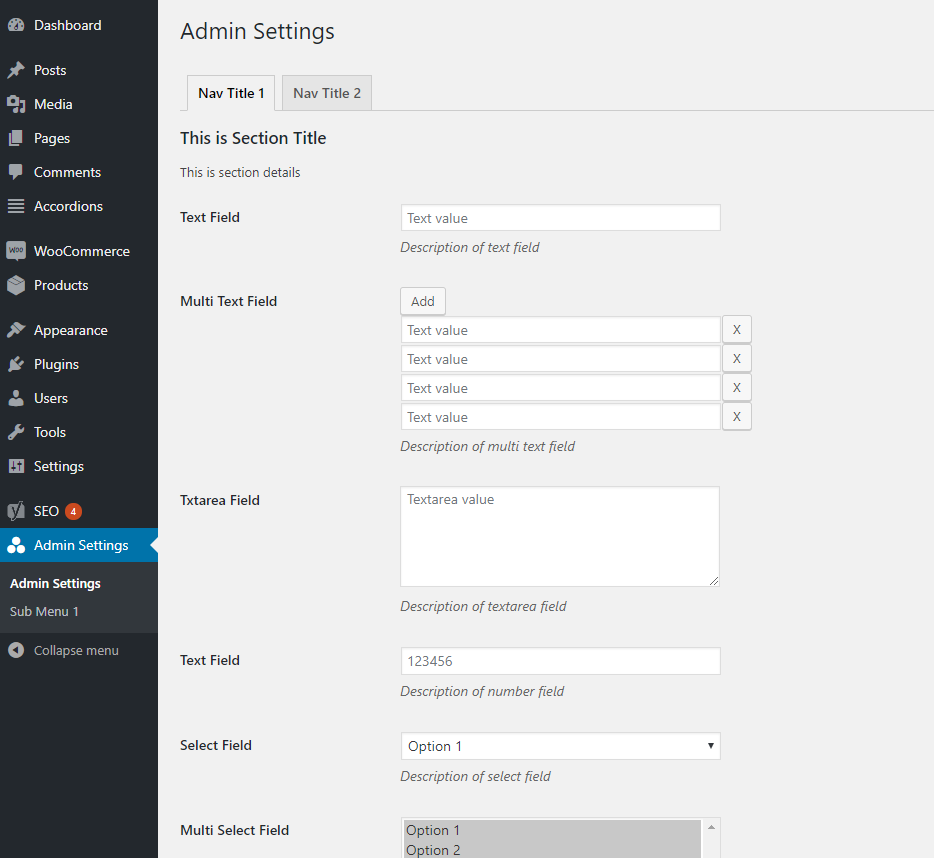 Dashboard
Posts
Media
Pages
Comments
Accordions
WOO WooCommerce
Products
Appearance
Plugins
Users
Tools
Settings
SEO 4
Admin Settings
Admin Settings
Sub Menu 1
Collapse menu
Admin Settings
Nav Title 1 Nav Title 2
This is Section Title
This is section details
Text Field Text value
Description of text field
Multi Text Field Add
Text value X
Text value X
Text value X
Text value X
Description of multi text field
Txtarea Field Textarea value
Description of textarea field
Text Field 123456
Description of number field
Select Field Option 1
Description of select field
Multi Select Field Option 1
Option 2